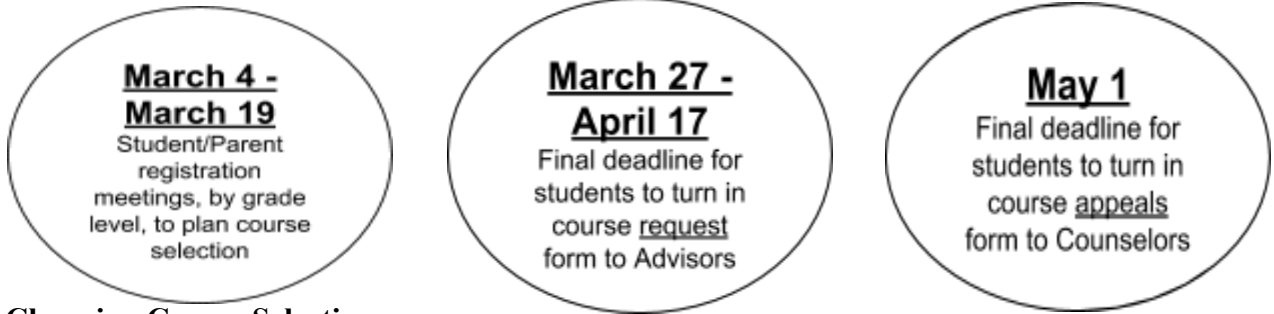 March 4 -
March 19
Student/Parent
registration
meetings, by grade
level, to plan course
selection
March 27 -
April 17
Final deadline for
students to turn in
course request
form to Advisors
May 1
Final deadline for
students to turn in
course appeals
form to Counselors